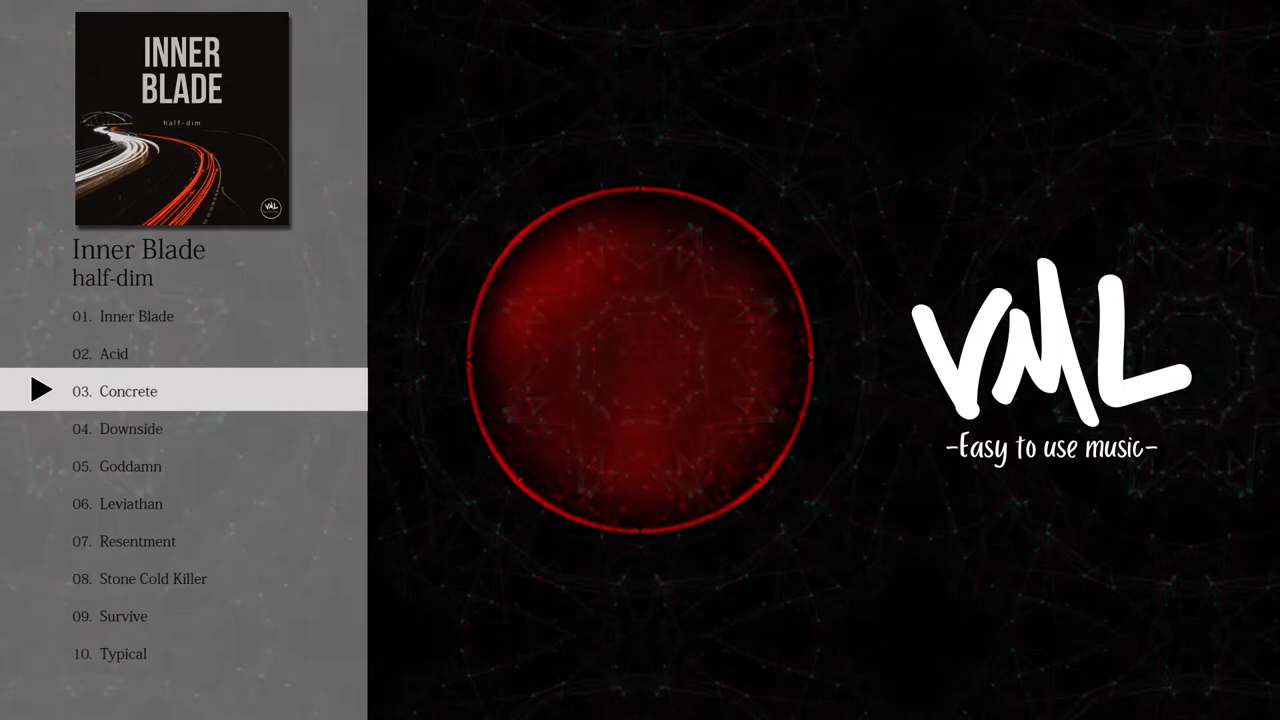 INNER
BLADE
half-dim
VML
Inner Blade
half-dim
01. Inner Blade
02. Acid
03. Concrete
04. Downside
05. Goddamn
06. Leviathan
07. Resentment
08. Stone Cold Killer
09. Survive
10. Typical
VML
-Easy to use music-